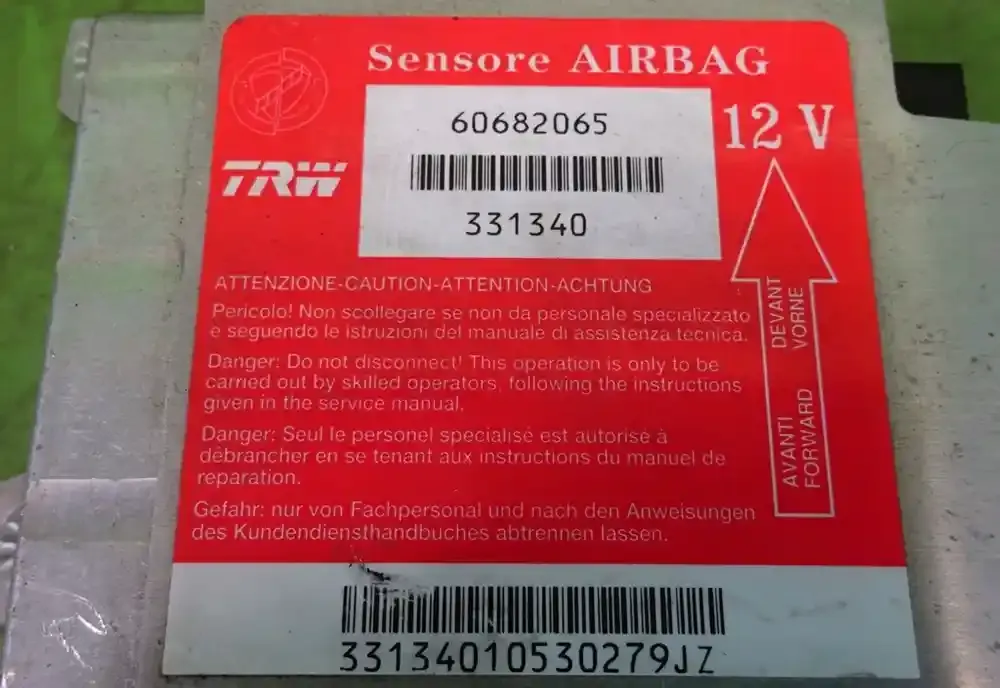 Sensore AIRBAG
60682065
12 V
TRW
331340
ATTENZIONE-CAUTION-ATTENTION-ACHTUNG
Pericolo! Non scollegare se non da personale specializzato
e seguendo le istruzioni del manuale di assistenza tecnica.
Danger: Do not disconnect! This operation is only to be
carried out by skilled operators, following the instructions
given in the service manual.
Danger: Seul le personel specialisé est autorisé à
débrancher en se tenant aux instructions du manuel de
reparation.
Gefahr: nur von Fachpersonal und nach den Anweisungen
des Kundendiensthandbuches abtrennen lassen.
DEVANT
VORNE
AVANTI
FORWARD
33134010530279JZ